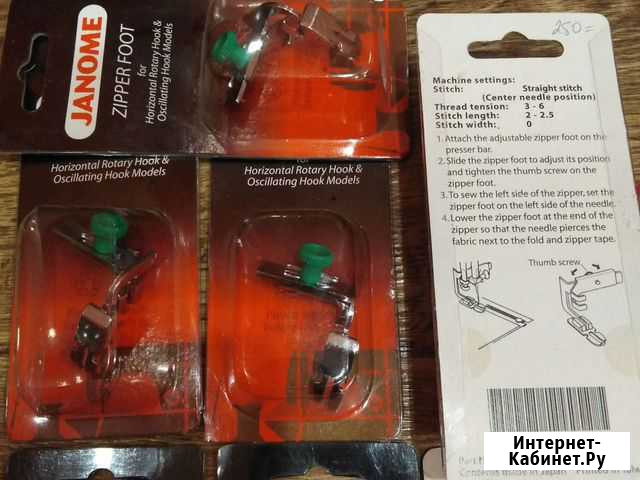 JANOME
ZIPPER FOOT
for
Horizontal Rotary Hook &
Oscillating Hook Models
Horizontal Rotary Hook &
Oscillating Hook Models
for
Horizontal Rotary Hook &
Oscillating Hook Models
250=
Machine settings:
Stitch: Straight stitch
(Center needle position)
Thread tension: 3 - 6
Stitch length: 2 - 2.5
Stitch width: 0
1. Attach the adjustable zipper foot on the
presser bar.
2. Slide the zipper foot to adjust its position
and tighten the thumb screw on the
zipper foot.
3. To sew the left side of the zipper, set the
zipper foot on the left side of the needle.
4. Lower the zipper foot at the end of the
zipper so that the needle pierces the
fabric next to the fold and zipper tape.
Thumb screw
Contents made in Japan Printed in
Интернет-
Кабинет.Ру